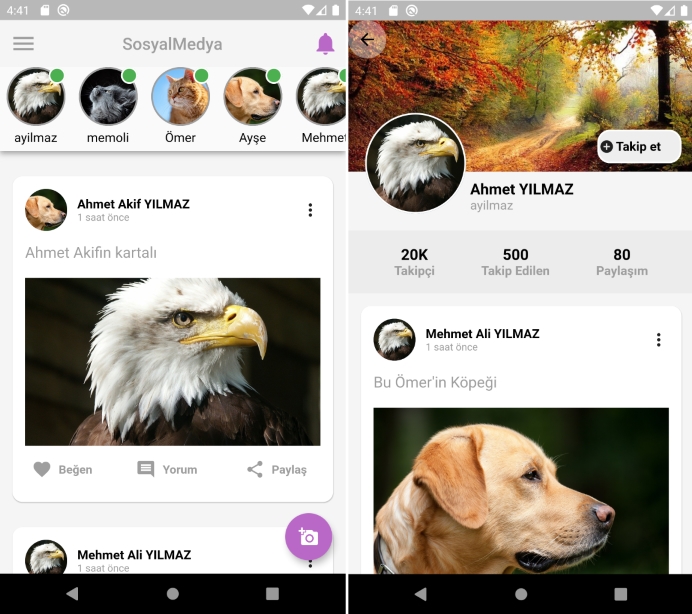 4:41
SosyalMedya
ayilmaz
memoli
Ömer
Ayşe
Mehmet
Ahmet Akif YILMAZ
1 saat önce
Ahmet Akifin kartalı
Beğen
Yorum
Paylaş
Mehmet Ali YILMAZ
1 saat önce
4:41
Takip et
Ahmet YILMAZ
ayilmaz
20K
Takipçi
500
Takip Edilen
80
Paylaşım
Mehmet Ali YILMAZ
1 saat önce
Bu Ömer'in Köpeği